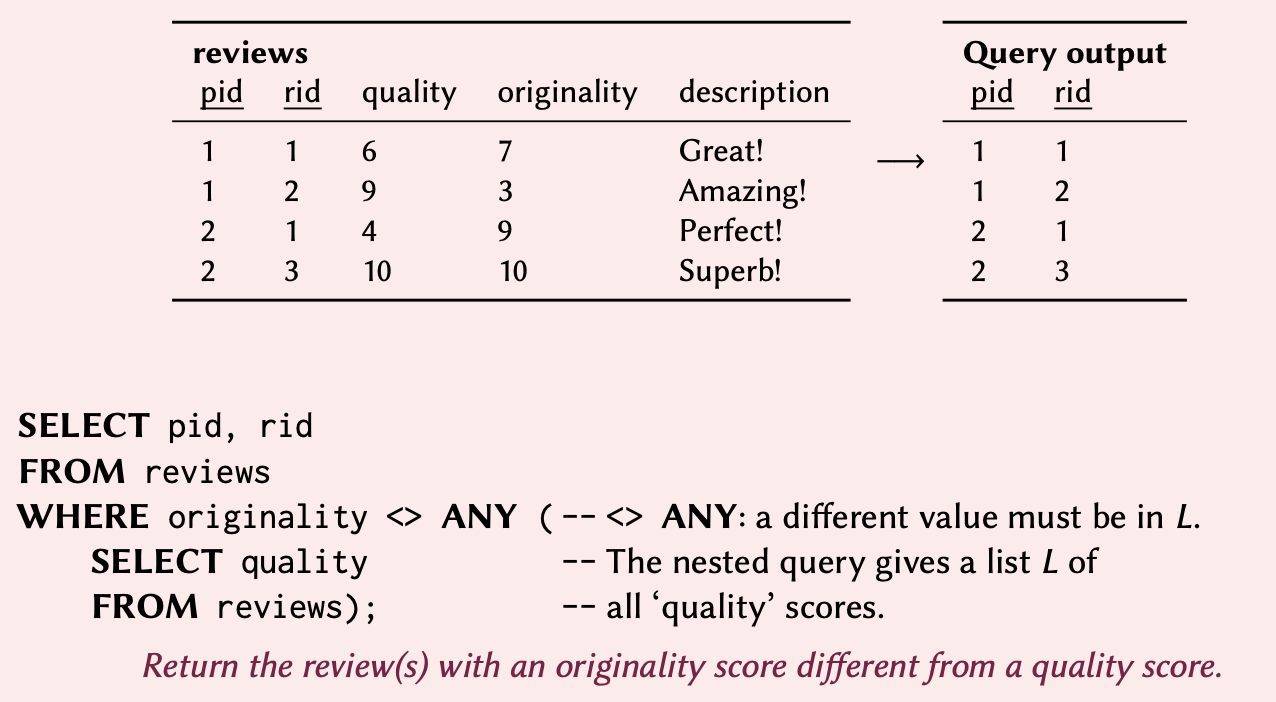 reviews Query output
pid rid quality originality description pid rid
1 1 6 7 Great! ⟶ 1 1
1 2 9 3 Amazing! 1 2
2 1 4 9 Perfect! 2 1
2 3 10 10 Superb! 2 3
SELECT pid, rid
FROM reviews
WHERE originality <> ANY ( -- <> ANY: a different value must be in L.
SELECT quality -- The nested query gives a list L of
FROM reviews); -- all ‘quality’ scores.
Return the review(s) with an originality score different from a quality score.